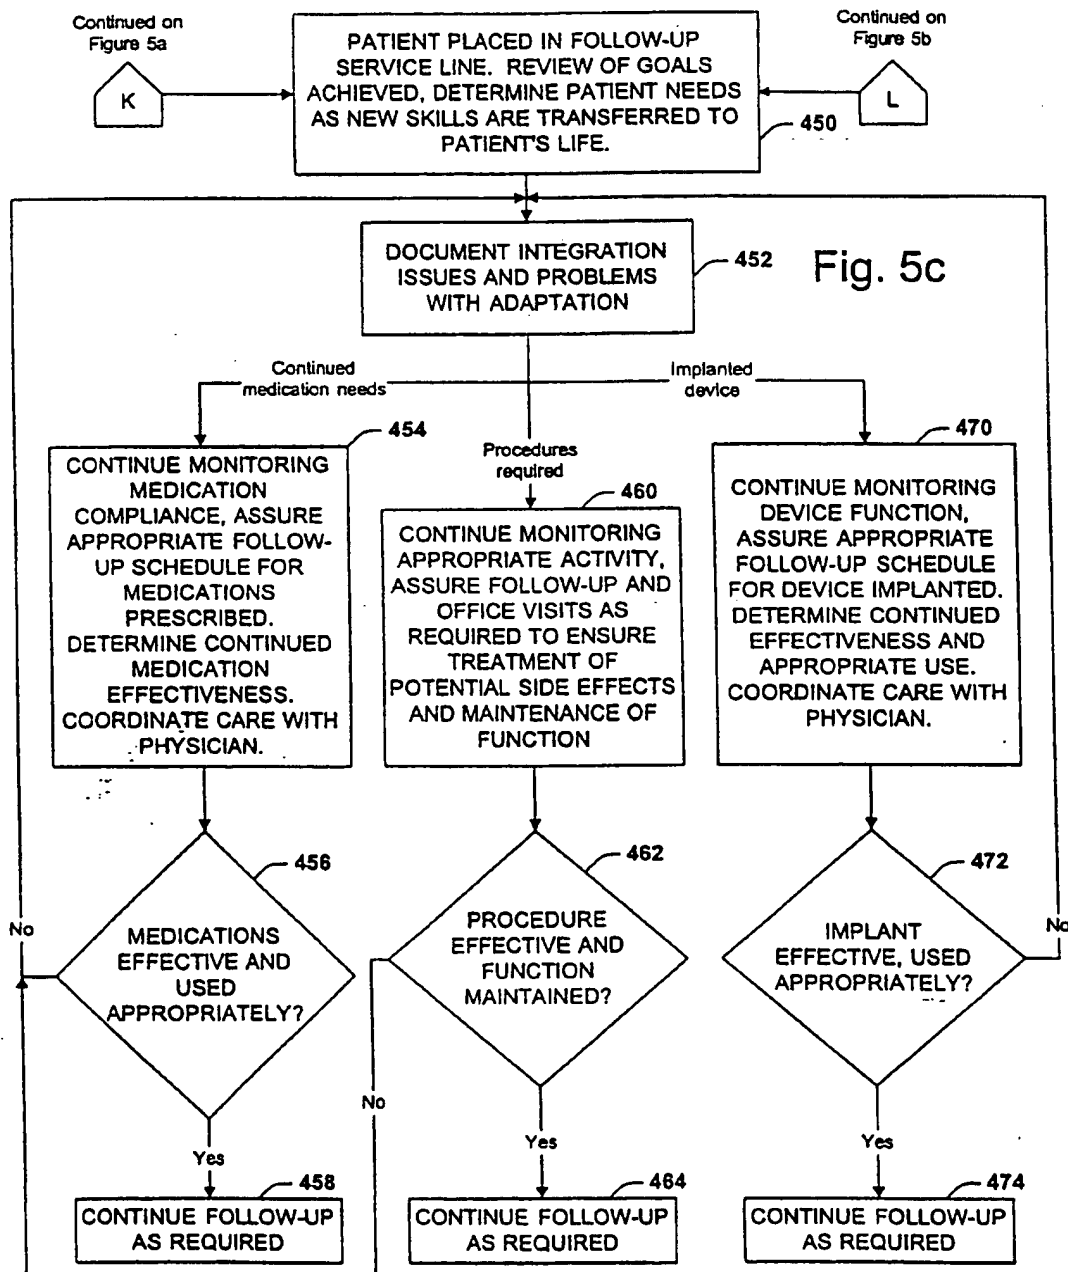 Continued on
Figure 5a
K
PATIENT PLACED IN FOLLOW-UP
SERVICE LINE. REVIEW OF GOALS
ACHIEVED, DETERMINE PATIENT NEEDS
AS NEW SKILLS ARE TRANSFERRED TO
PATIENT'S LIFE.
Continued on
Figure 5b
L
450
DOCUMENT INTEGRATION
ISSUES AND PROBLEMS
WITH ADAPTATION
452
Fig. 5c
Continued
medication needs
Implanted
device
Procedures
required
454
CONTINUE MONITORING
MEDICATION
COMPLIANCE, ASSURE
APPROPRIATE FOLLOW-
UP SCHEDULE FOR
MEDICATIONS
PRESCRIBED.
DETERMINE CONTINUED
MEDICATION
EFFECTIVENESS.
COORDINATE CARE WITH
PHYSICIAN.
460
CONTINUE MONITORING
APPROPRIATE ACTIVITY,
ASSURE FOLLOW-UP AND
OFFICE VISITS AS
REQUIRED TO ENSURE
TREATMENT OF
POTENTIAL SIDE EFFECTS
AND MAINTENANCE OF
FUNCTION
470
CONTINUE MONITORING
DEVICE FUNCTION,
ASSURE APPROPRIATE
FOLLOW-UP SCHEDULE
FOR DEVICE IMPLANTED.
DETERMINE CONTINUED
EFFECTIVENESS AND
APPROPRIATE USE.
COORDINATE CARE WITH
PHYSICIAN.
456
MEDICATIONS
EFFECTIVE AND
USED
APPROPRIATELY?
No
Yes
462
PROCEDURE
EFFECTIVE AND
FUNCTION
MAINTAINED?
No
Yes
472
IMPLANT
EFFECTIVE, USED
APPROPRIATELY?
No
Yes
458
CONTINUE FOLLOW-UP
AS REQUIRED
464
CONTINUE FOLLOW-UP
AS REQUIRED
474
CONTINUE FOLLOW-UP
AS REQUIRED